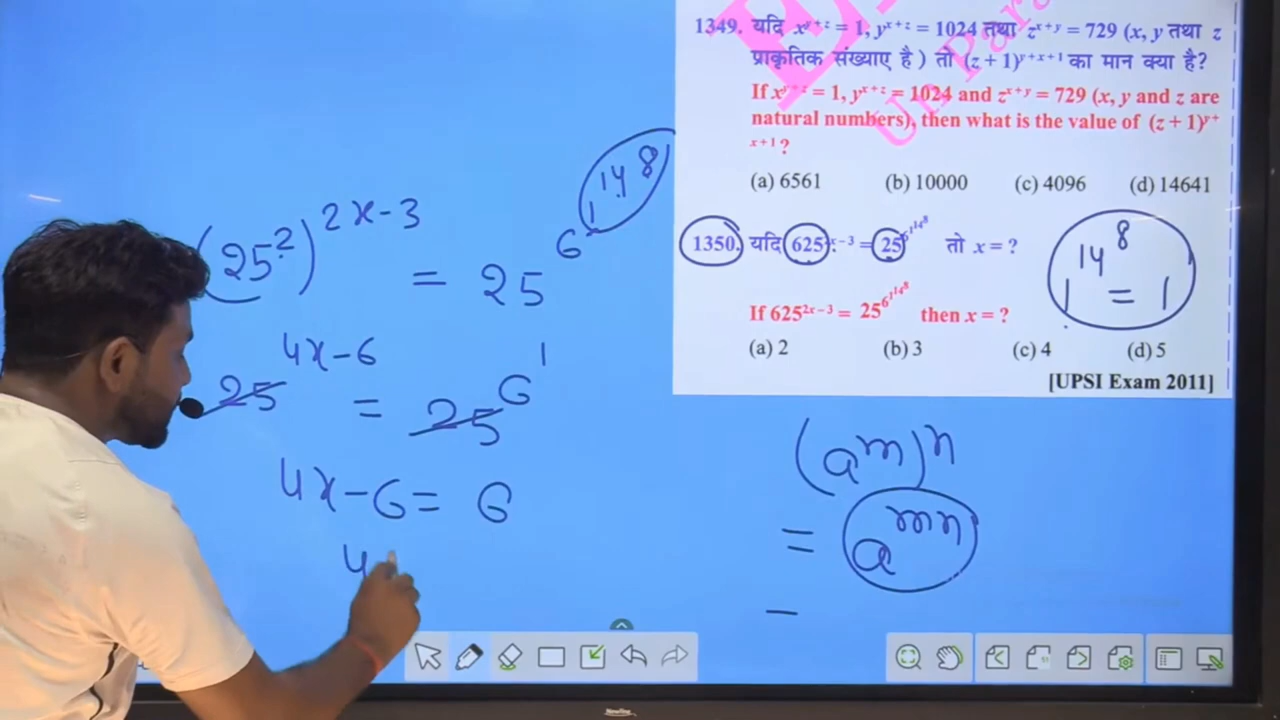 1349. यदि x^{y+z} = 1, y^{x+z} = 1024 तथा z^{x+y} = 729 (x, y तथा z
प्राकृतिक संख्याए है ) तो (z + 1)^{y+x+1} का मान क्या है?
If x^{y+z} = 1, y^{x+z} = 1024 and z^{x+y} = 729 (x, y and z are
natural numbers), then what is the value of (z + 1)^{y+
x+1} ?
(a) 6561 (b) 10000 (c) 4096 (d) 14641
1350. यदि 625^{2x-3} = 25^{6^{1^{14^8}}} तो x = ?
If 625^{2x-3} = 25^{6^{1^{14^8}}} then x = ?
(a) 2 (b) 3 (c) 4 (d) 5
[UPSI Exam 2011]
1^{14^8} = 1
(25^2)^{2x-3} = 25^{6^{1^{14^8}}}
25^{4x-6} = 25^{6^1}
4x-6 = 6
4
(a^m)^n
= a^{mn}
=
NewLine